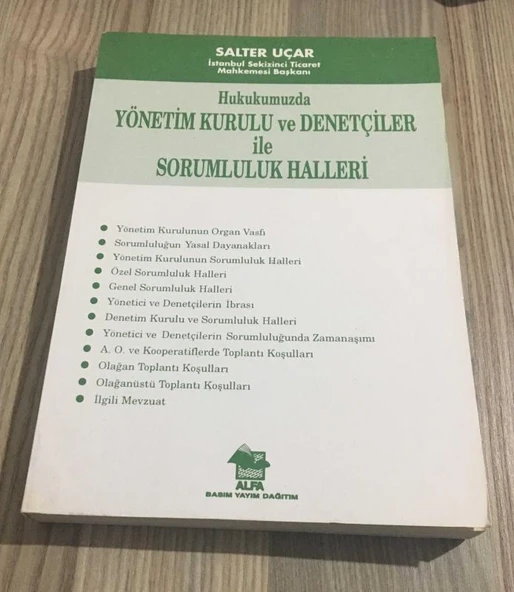 SALTER UÇAR
İstanbul Sekizinci Ticaret
Mahkemesi Başkanı
Hukukumuzda
YÖNETİM KURULU ve DENETÇİLER
ile
SORUMLULUK HALLERİ
Yönetim Kurulunun Organ Vasfı
Sorumluluğun Yasal Dayanakları
Yönetim Kurulunun Sorumluluk Halleri
Özel Sorumluluk Halleri
Genel Sorumluluk Halleri
Yönetici ve Denetçilerin İbrası
Denetim Kurulu ve Sorumluluk Halleri
Yönetici ve Denetçilerin Sorumluluğunda Zamanaşımı
A. O. ve Kooperatiflerde Toplantı Koşulları
Olağan Toplantı Koşulları
Olağanüstü Toplantı Koşulları
İlgili Mevzuat
ALFA
BASIM YAYIM DAĞITIM